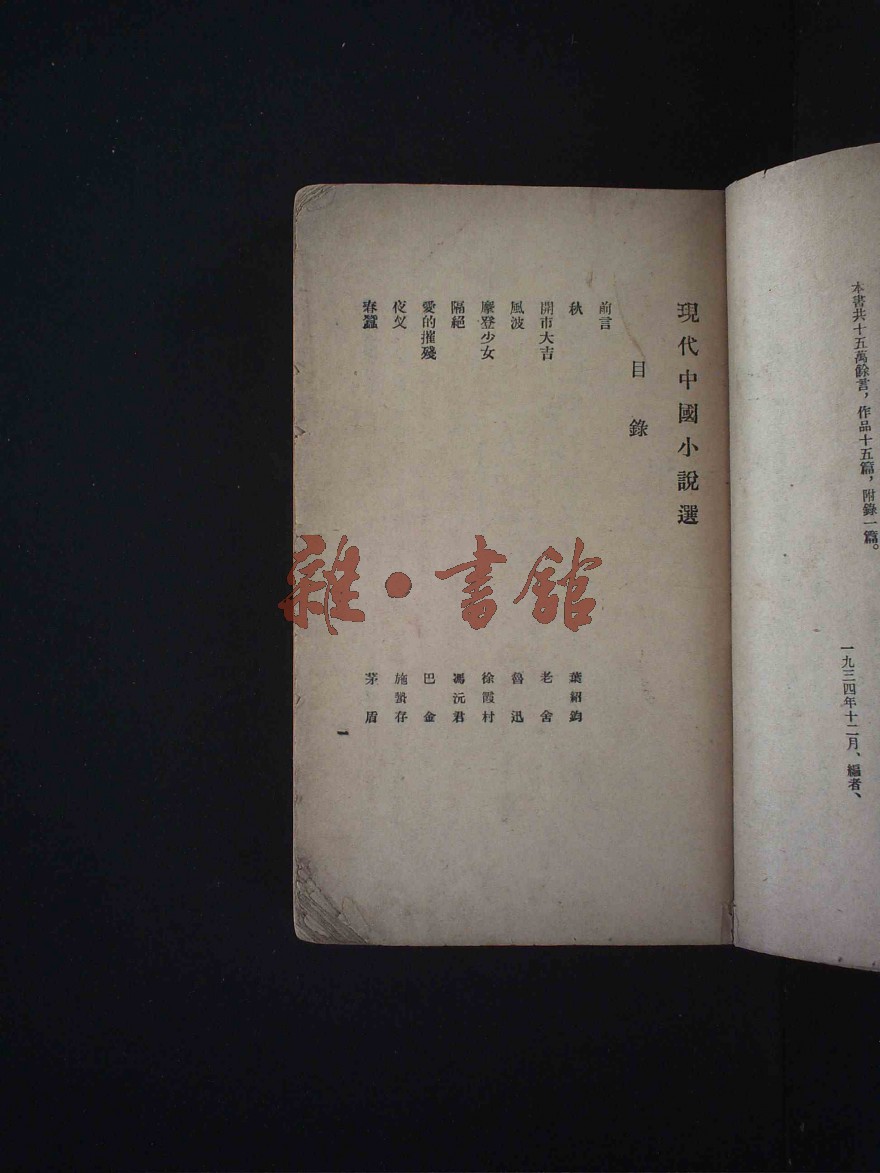 本書共十五萬餘言，作品十五篇，附錄一篇。
一九三四年十二月、編者、
現代中國小說選
目錄
前言
秋 葉紹鈞
開市大吉 老舍
風波 魯迅
摩登少女 徐霞村
隔絕 馮沅君
愛的摧殘 巴金
夜叉 施蟄存
春蠶 茅盾
一
雜·書館